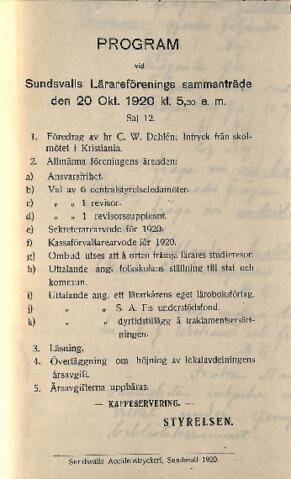 PROGRAM
vid
Sundsvalls Lärareförenings sammanträde
den 20 Okt. 1920 kl. 5,30 e. m.
Sal 12.
1. Föredrag av hr C. W. Dahlén: Intryck från skol-
mötet i Kristiania.
2. Allmänna föreningens ärenden:
a) Ansvarsfrihet.
b) Val av 6 centralstyrelseledamöter.
c) „ „ 1 revisor.
d) „ „ 1 revisorssuppleant.
e) Sekreterarearvode för 1920.
f) Kassaförvaltarearvode för 1920.
g) Ombud utses att å orten främja lärares studieresor.
h) Uttalande ang. folkskolans ställning till stat och
kommun.
i) Uttalande ang. ett lärarkårens eget läroboksförlag.
j) „ „ S. A. F:s understödsfond.
k) „ „ dyrtidstillägg å traktamentsersätt-
ningen.
3. Läsning.
4. Överläggning om höjning av lokalavdelningens
årsavgift.
5. Årsavgifterna uppbäras.
— KAFFESERVERING. —
STYRELSEN.
Sundsvalls Accidenstryckeri, Sundsvall 1920.